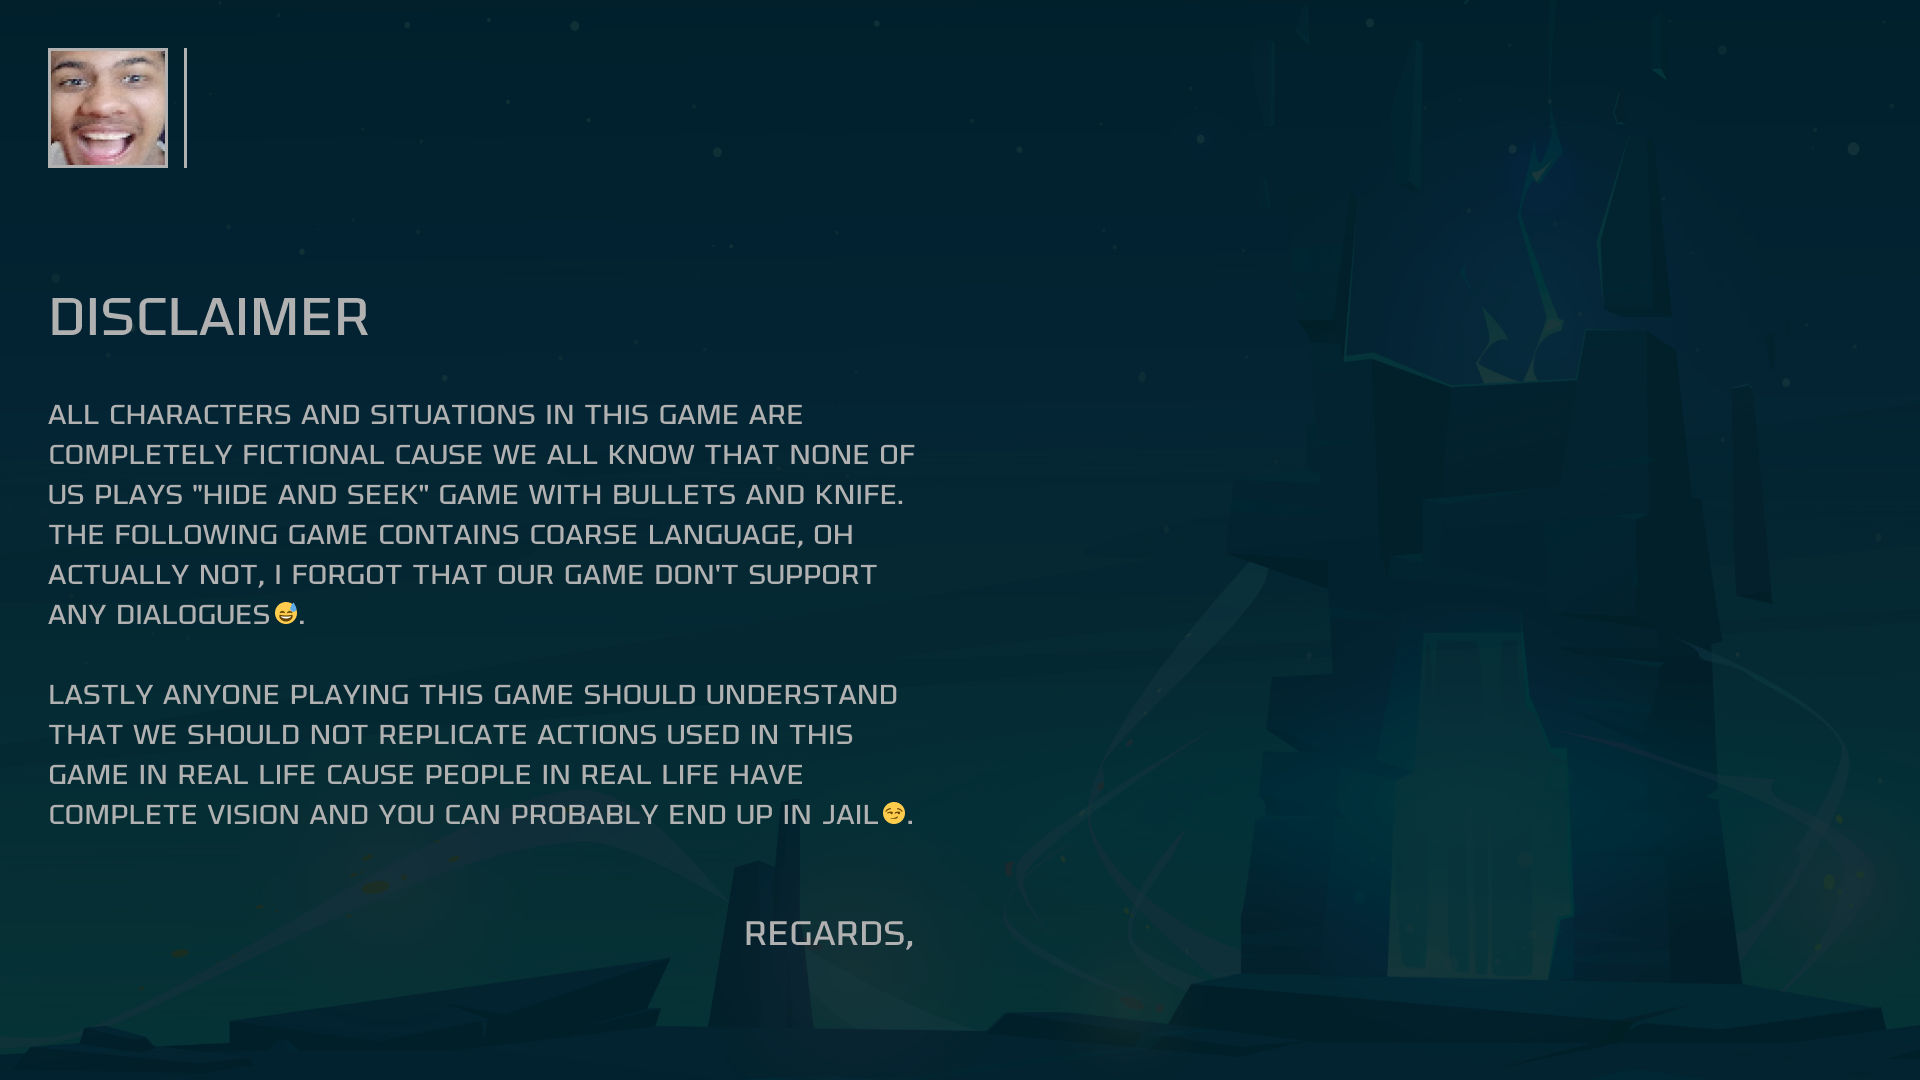 DISCLAIMER
ALL CHARACTERS AND SITUATIONS IN THIS GAME ARE
COMPLETELY FICTIONAL CAUSE WE ALL KNOW THAT NONE OF
US PLAYS "HIDE AND SEEK" GAME WITH BULLETS AND KNIFE.
THE FOLLOWING GAME CONTAINS COARSE LANGUAGE, OH
ACTUALLY NOT, I FORGOT THAT OUR GAME DON'T SUPPORT
ANY DIALOGUES😅.
LASTLY ANYONE PLAYING THIS GAME SHOULD UNDERSTAND
THAT WE SHOULD NOT REPLICATE ACTIONS USED IN THIS
GAME IN REAL LIFE CAUSE PEOPLE IN REAL LIFE HAVE
COMPLETE VISION AND YOU CAN PROBABLY END UP IN JAIL😏.
REGARDS,